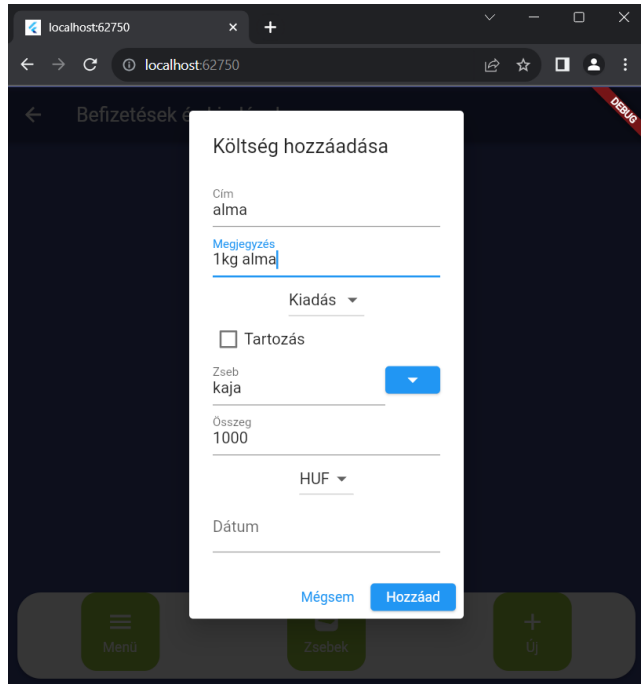 localhost:62750
localhost:62750
DEBUG
Befizetések é
Költség hozzáadása
Cím
alma
Megjegyzés
1kg alma
Kiadás
Tartozás
Zseb
kaja
Összeg
1000
HUF
Dátum
Mégsem
Hozzáad
Menü
Zsebek
Új